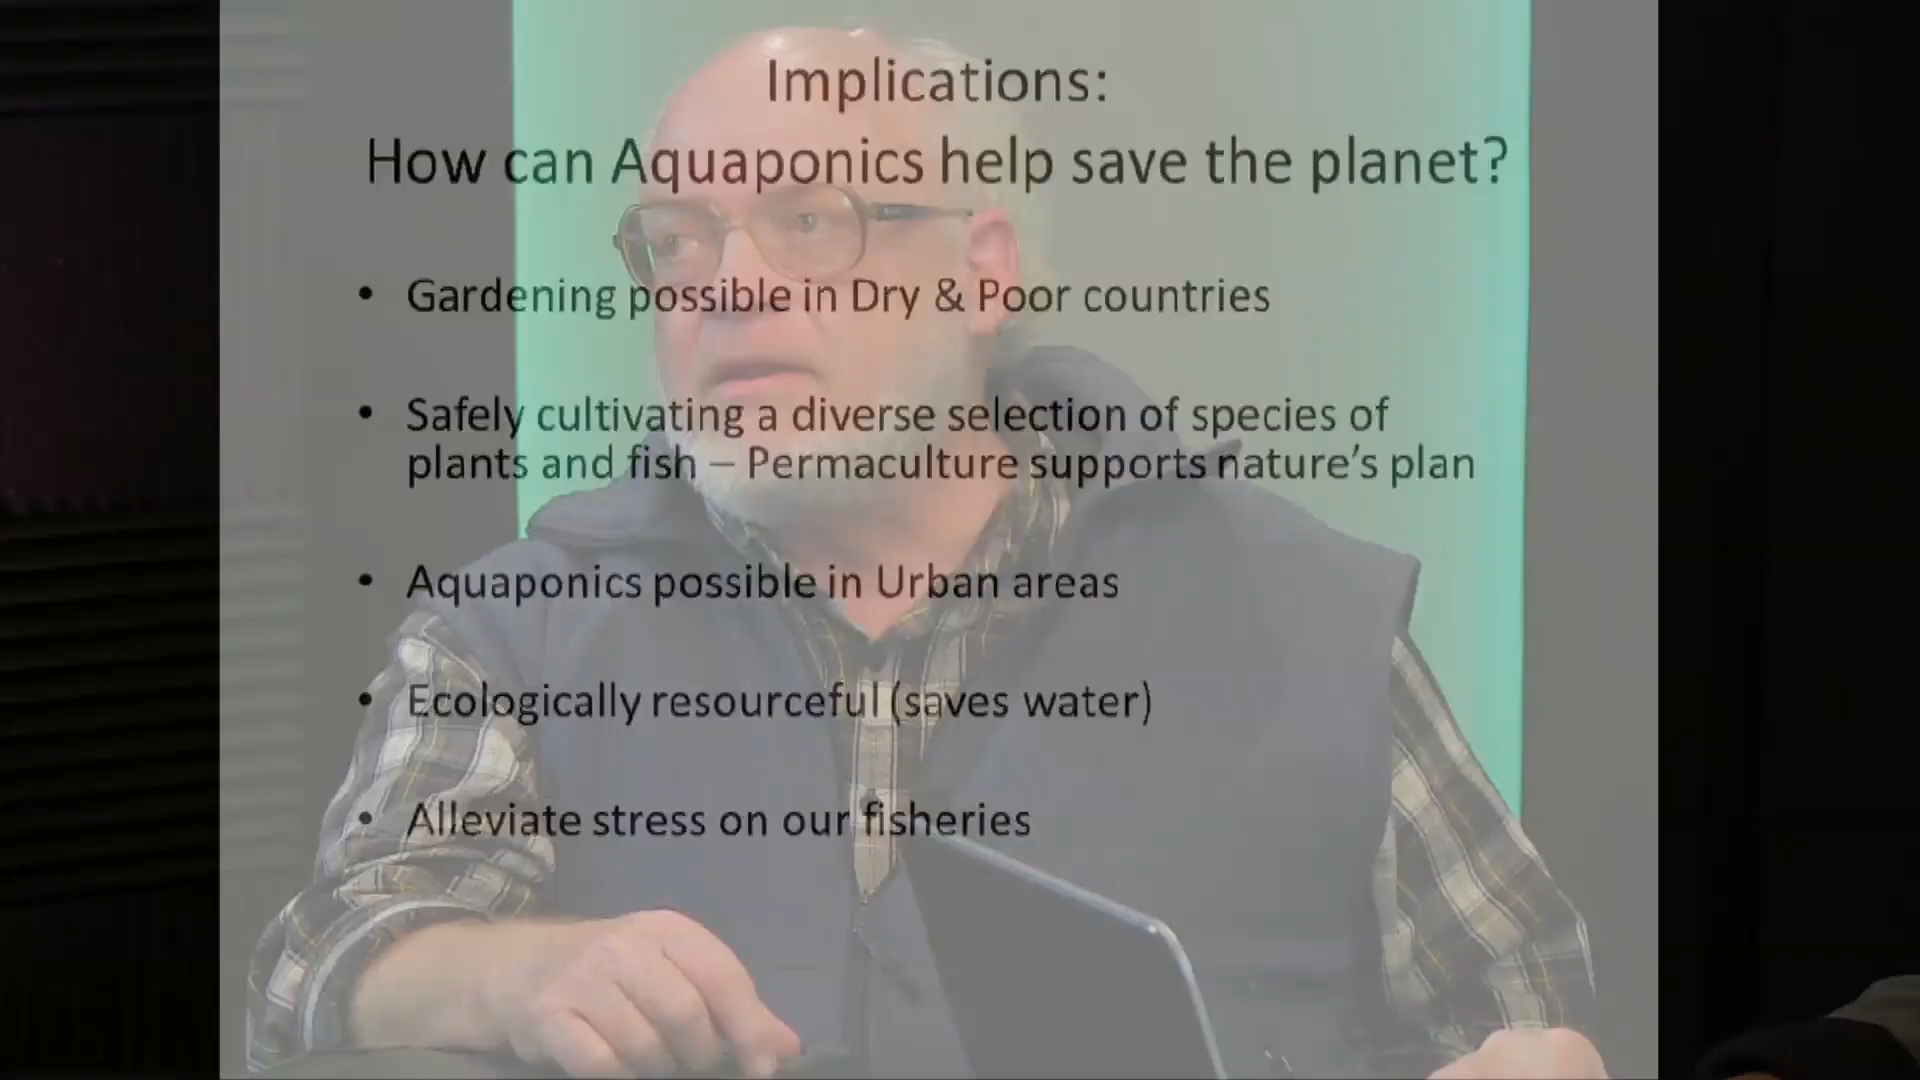 Implications:
How can Aquaponics help save the planet?
• Gardening possible in Dry & Poor countries
• Safely cultivating a diverse selection of species of
plants and fish – Permaculture supports nature's plan
• Aquaponics possible in Urban areas
• Ecologically resourceful (saves water)
• Alleviate stress on our fisheries